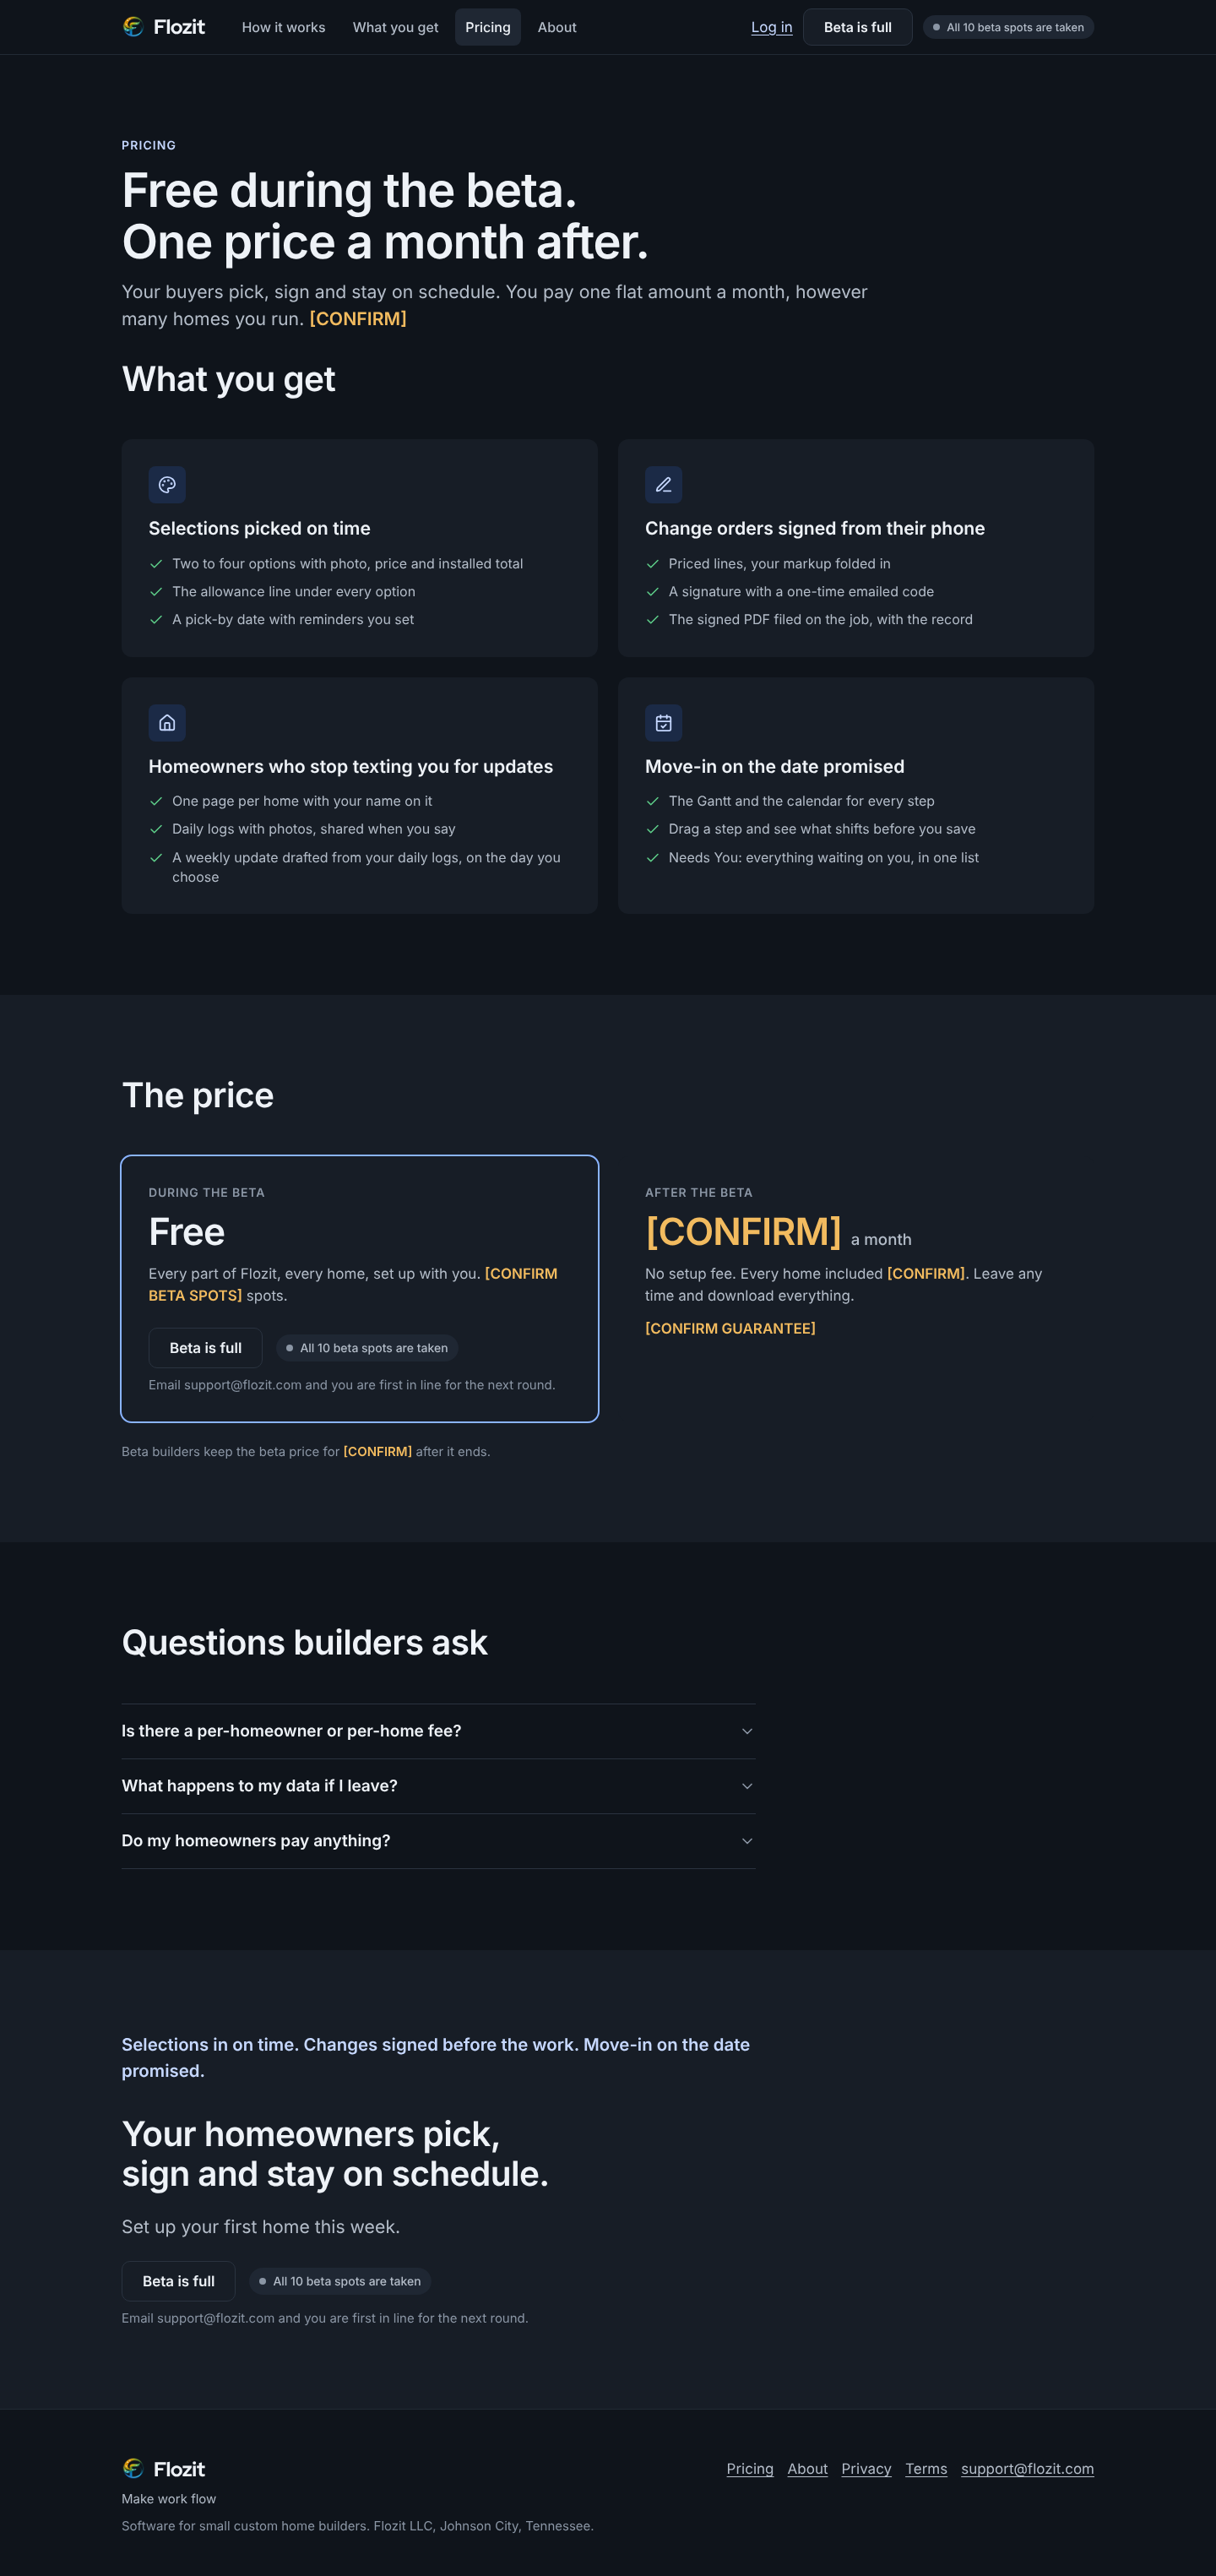 Flozit
How it works
What you get
Pricing
About
Log in
Beta is full
All 10 beta spots are taken
PRICING
Free during the beta.
One price a month after.
Your buyers pick, sign and stay on schedule. You pay one flat amount a month, however
many homes you run. [CONFIRM]
What you get
Selections picked on time
Two to four options with photo, price and installed total
The allowance line under every option
A pick-by date with reminders you set
Change orders signed from their phone
Priced lines, your markup folded in
A signature with a one-time emailed code
The signed PDF filed on the job, with the record
Homeowners who stop texting you for updates
One page per home with your name on it
Daily logs with photos, shared when you say
A weekly update drafted from your daily logs, on the day you
choose
Move-in on the date promised
The Gantt and the calendar for every step
Drag a step and see what shifts before you save
Needs You: everything waiting on you, in one list
The price
DURING THE BETA
Free
Every part of Flozit, every home, set up with you. [CONFIRM
BETA SPOTS] spots.
Beta is full
All 10 beta spots are taken
Email support@flozit.com and you are first in line for the next round.
AFTER THE BETA
[CONFIRM] a month
No setup fee. Every home included [CONFIRM]. Leave any
time and download everything.
[CONFIRM GUARANTEE]
Beta builders keep the beta price for [CONFIRM] after it ends.
Questions builders ask
Is there a per-homeowner or per-home fee?
What happens to my data if I leave?
Do my homeowners pay anything?
Selections in on time. Changes signed before the work. Move-in on the date
promised.
Your homeowners pick,
sign and stay on schedule.
Set up your first home this week.
Beta is full
All 10 beta spots are taken
Email support@flozit.com and you are first in line for the next round.
Flozit
Make work flow
Software for small custom home builders. Flozit LLC, Johnson City, Tennessee.
Pricing
About
Privacy
Terms
support@flozit.com